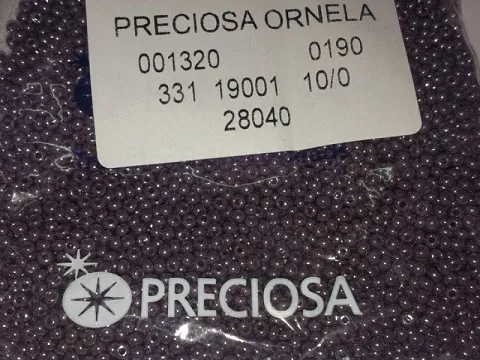 PRECIOSA ORNELA
001320 0190
331 19001 10/0
28040
PRECIOSA